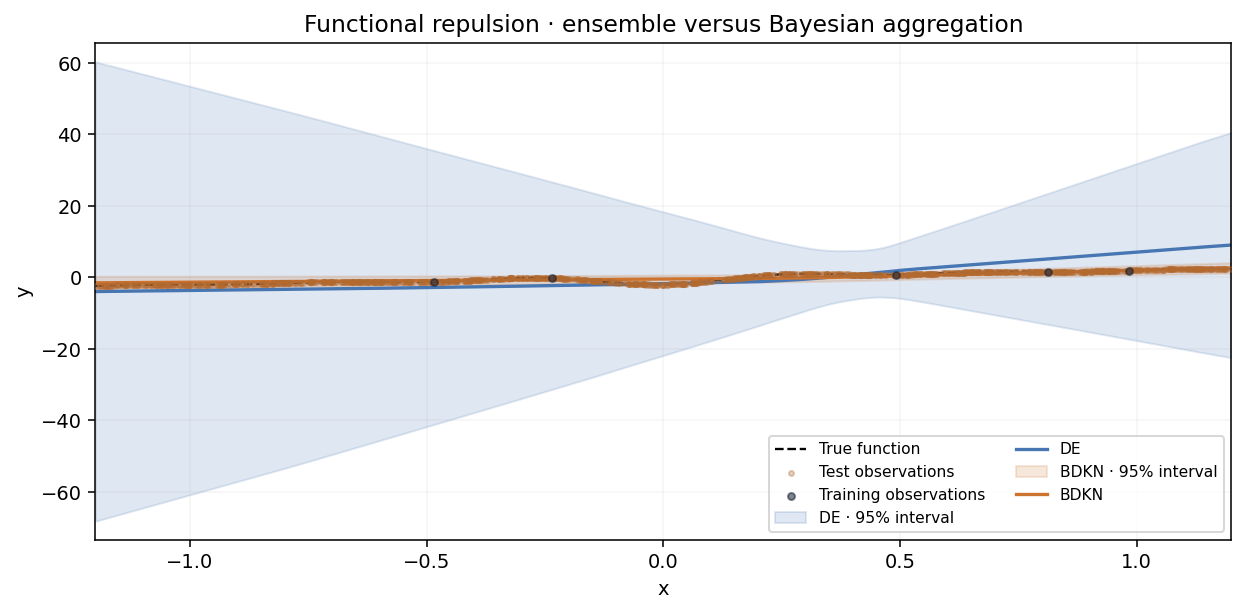 Functional repulsion · ensemble versus Bayesian aggregation
60
40
20
0
−20
−40
−60
y
−1.0
−0.5
0.0
0.5
1.0
x
True function
Test observations
Training observations
DE · 95% interval
DE
BDKN · 95% interval
BDKN